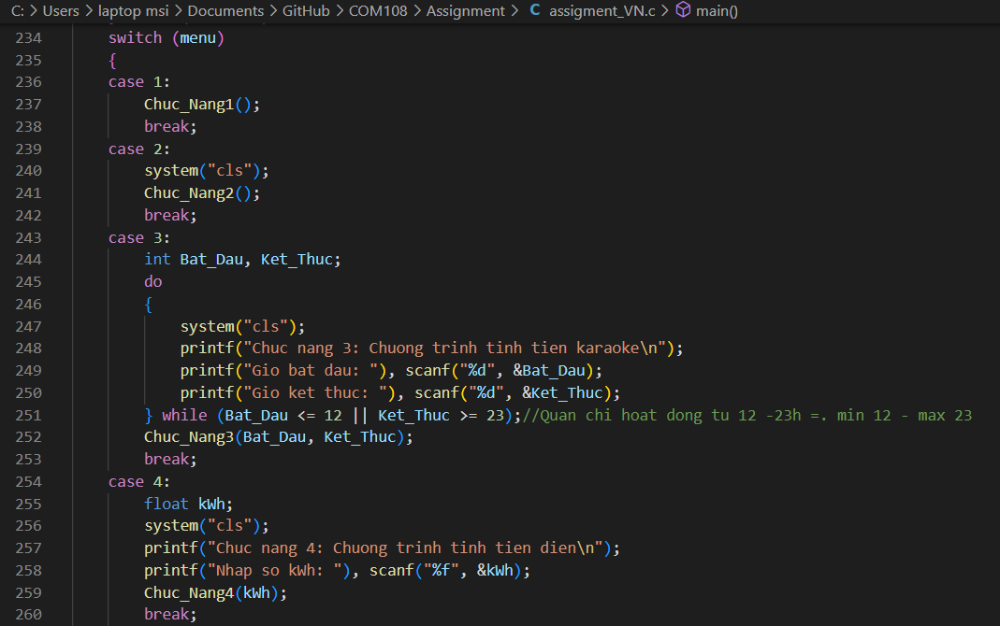 C: > Users > laptop msi > Documents > GitHub > COM108 > Assignment > C assigment_VN.c > main()
234 switch (menu)
235 {
236 case 1:
237 Chuc_Nang1();
238 break;
239 case 2:
240 system("cls");
241 Chuc_Nang2();
242 break;
243 case 3:
244 int Bat_Dau, Ket_Thuc;
245 do
246 {
247 system("cls");
248 printf("Chuc nang 3: Chuong trinh tinh tien karaoke\n");
249 printf("Gio bat dau: "), scanf("%d", &Bat_Dau);
250 printf("Gio ket thuc: "), scanf("%d", &Ket_Thuc);
251 } while (Bat_Dau <= 12 || Ket_Thuc >= 23);//Quan chi hoat dong tu 12 -23h =. min 12 - max 23
252 Chuc_Nang3(Bat_Dau, Ket_Thuc);
253 break;
254 case 4:
255 float kWh;
256 system("cls");
257 printf("Chuc nang 4: Chuong trinh tinh tien dien\n");
258 printf("Nhap so kWh: "), scanf("%f", &kWh);
259 Chuc_Nang4(kWh);
260 break;